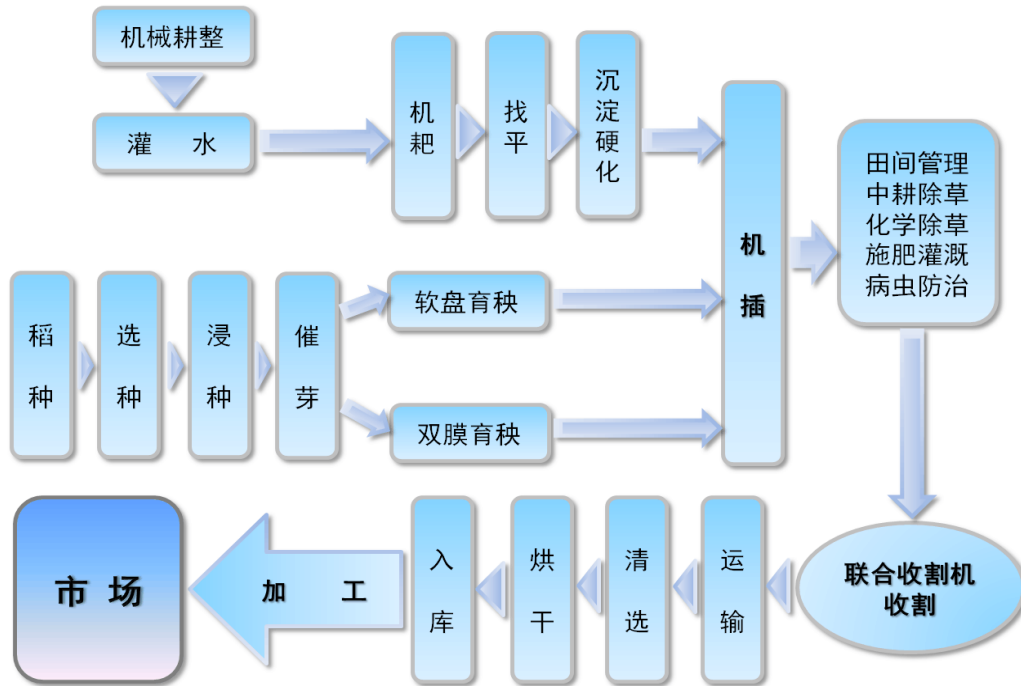 机械耕整
灌 水
机耙
找平
沉淀硬化
机插
田间管理
中耕除草
化学除草
施肥灌溉
病虫防治
稻种
选种
浸种
催芽
软盘育秧
双膜育秧
联合收割机
收割
运输
清选
烘干
入库
加 工
市 场